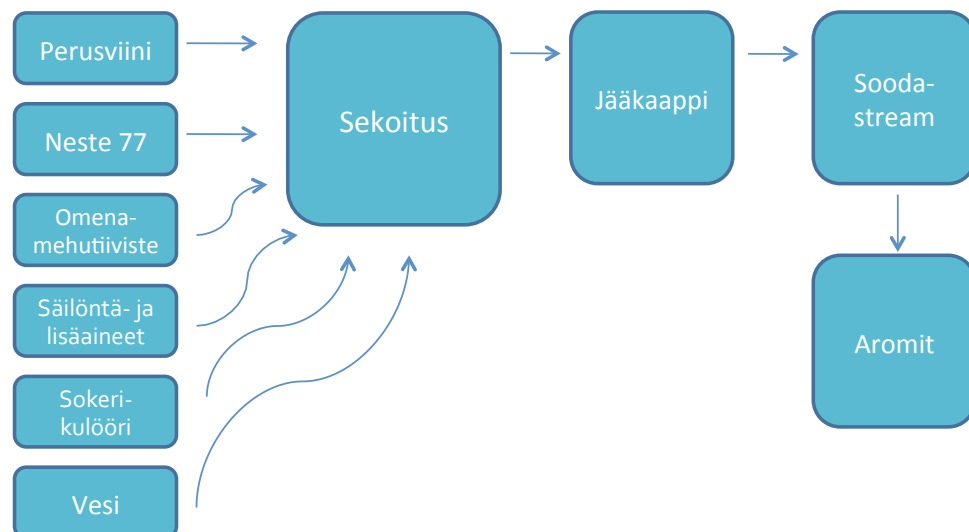 Perusviini
Neste 77
Omena-
mehutiiviste
Säilöntä- ja
lisäaineet
Sokeri-
kulööri
Vesi
Sekoitus
Jääkaappi
Sooda-
stream
Aromit